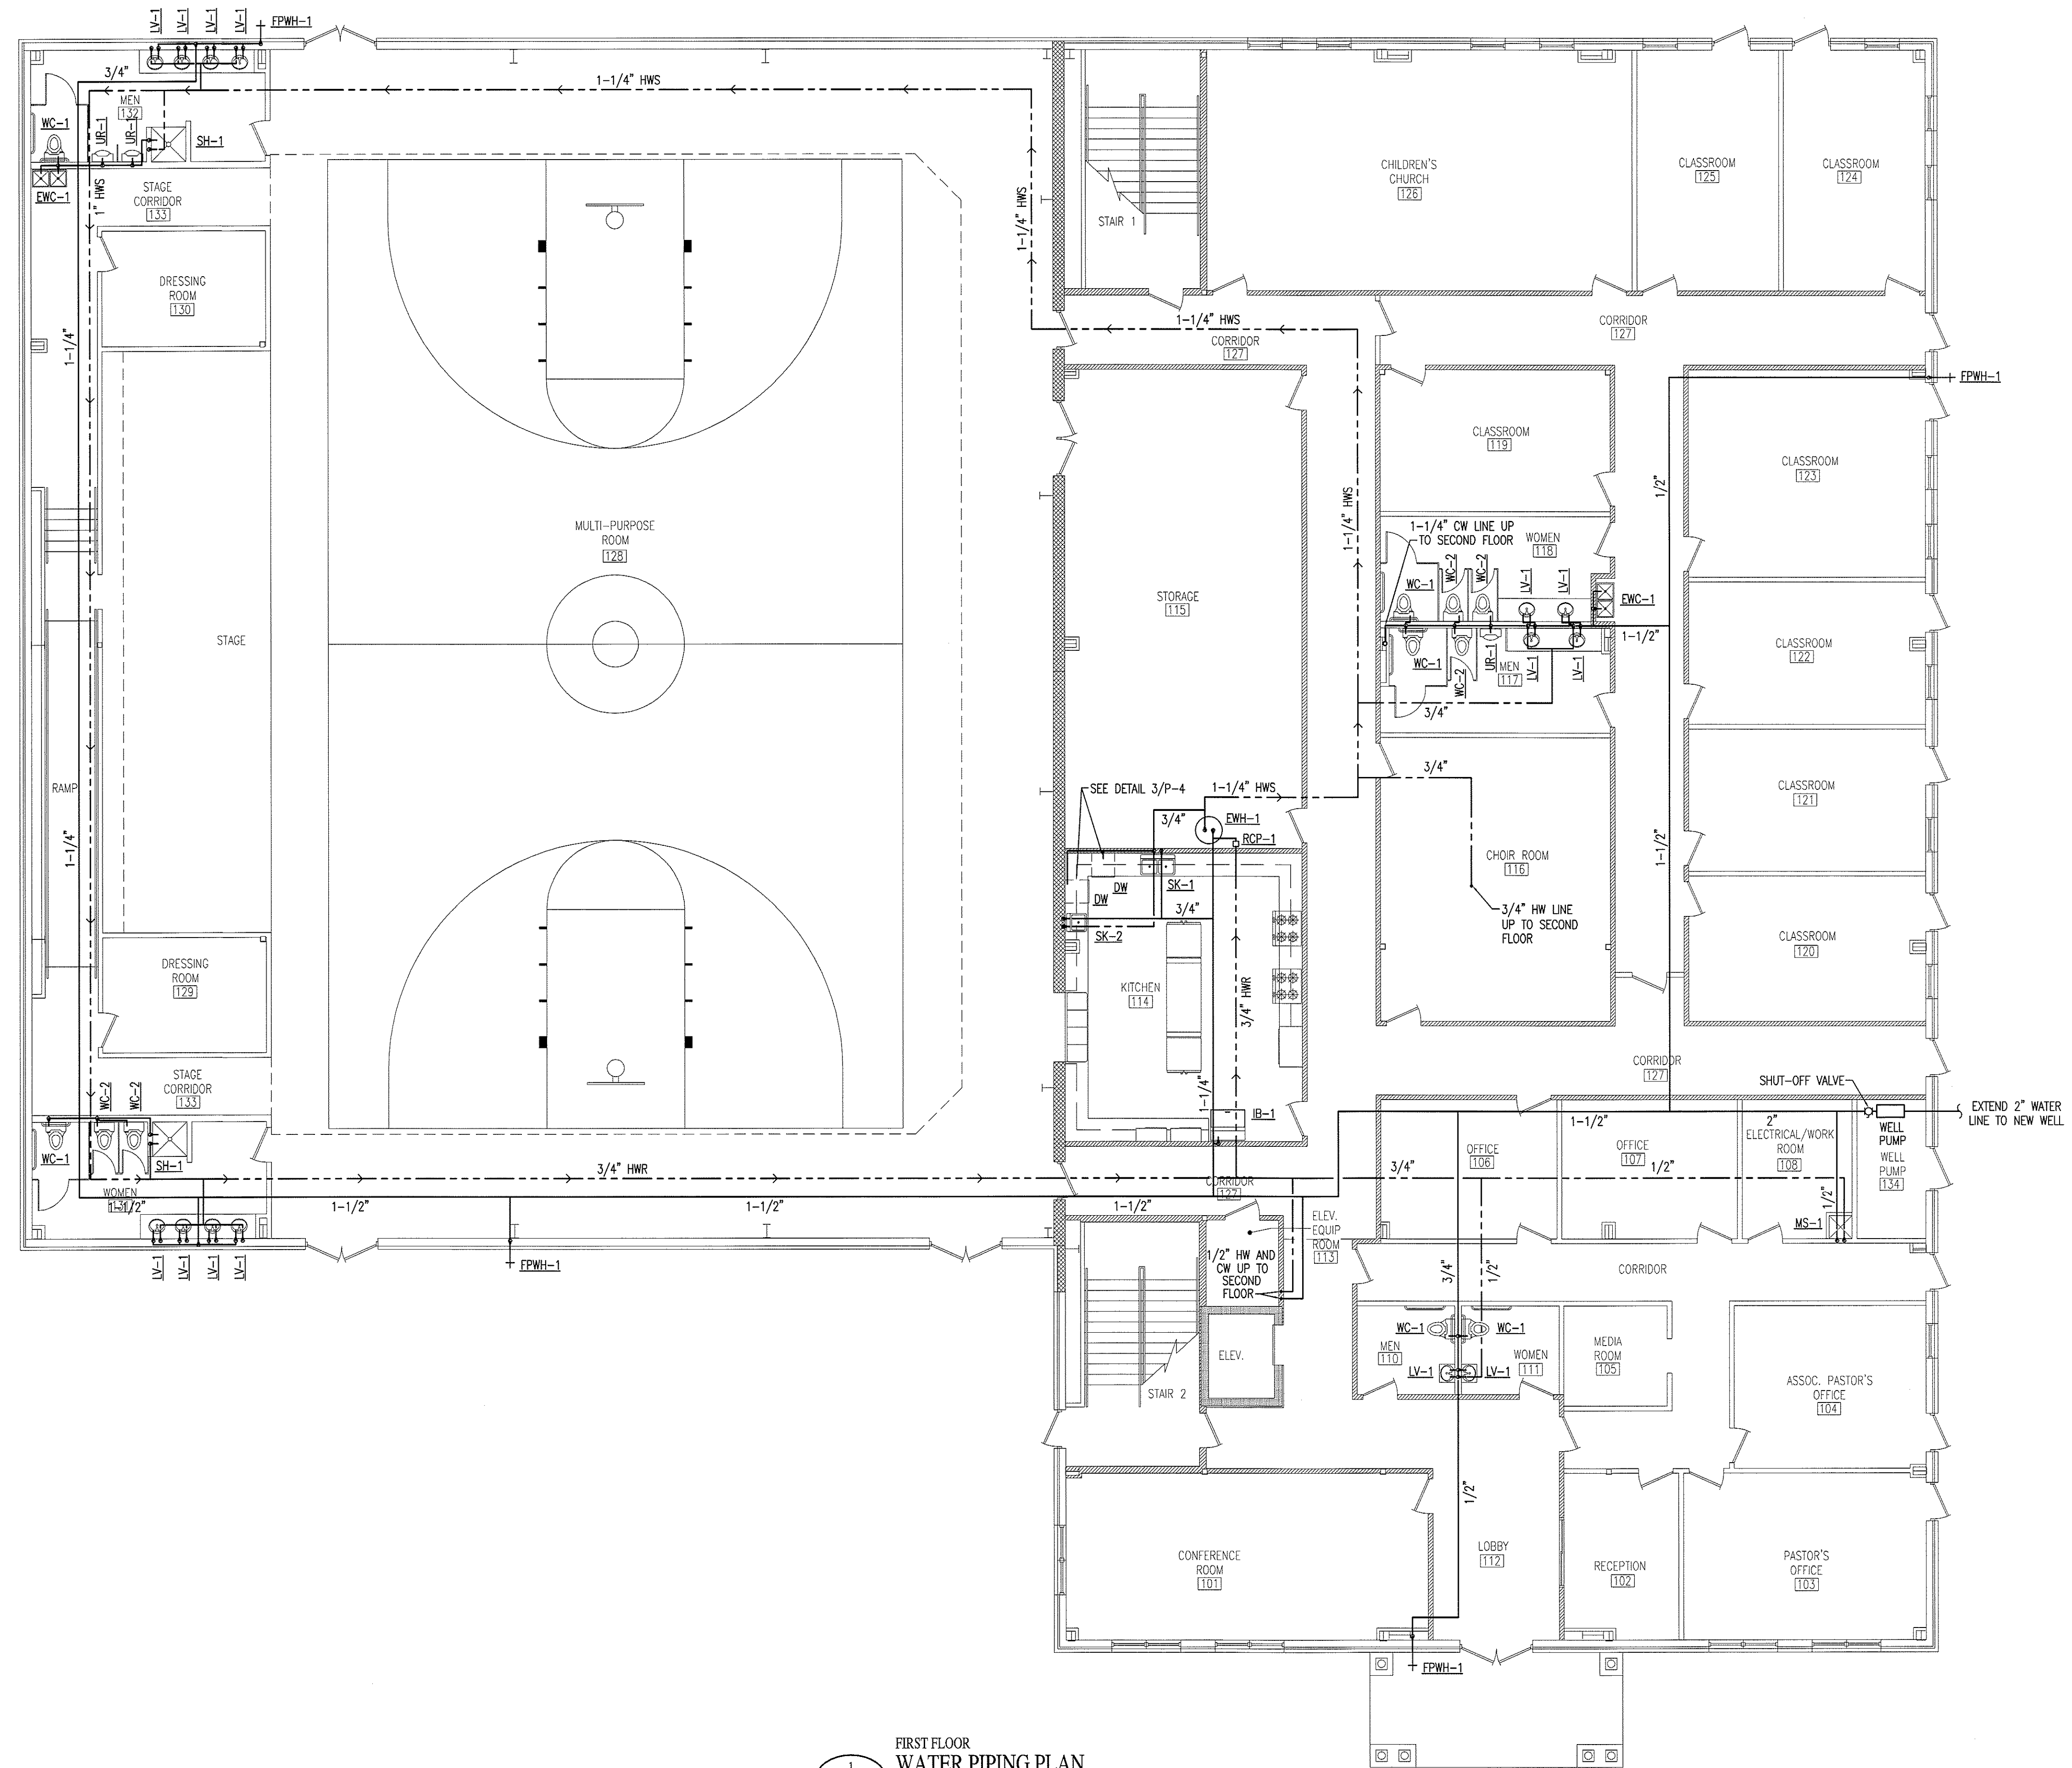 LV-1
LV-1
LV-1
LV-1
FPWH-1
3/4"
MEN
132
WC-1
UR-1
UR-1
SH-1
1-1/4" HWS
EWC-1
1" HWS
STAGE
CORRIDOR
133
DRESSING
ROOM
130
1-1/4"
1-1/4" HWS
STAIR 1
CHILDREN'S
CHURCH
126
CLASSROOM
125
CLASSROOM
124
1-1/4" HWS
CORRIDOR
127
CORRIDOR
127
FPWH-1
CLASSROOM
119
CLASSROOM
123
1/2"
1-1/4" HWS
MULTI-PURPOSE
ROOM
128
1-1/4" CW LINE UP
TO SECOND FLOOR
WOMEN
118
WC-1
WC-2
WC-2
LV-1
LV-1
EWC-1
STORAGE
115
1-1/2"
WC-1
WC-2
UR-1
MEN
117
LV-1
LV-1
3/4"
CLASSROOM
122
STAGE
RAMP
1-1/4"
SEE DETAIL 3/P-4
1-1/4" HWS
3/4"
EWH-1
RCP-1
3/4"
CLASSROOM
121
CHOIR ROOM
116
1-1/2"
DW
DW
SK-1
3/4"
SK-2
3/4" HW LINE
UP TO SECOND
FLOOR
CLASSROOM
120
DRESSING
ROOM
129
KITCHEN
114
3/4" HWR
1-1/4"
IB-1
STAGE
CORRIDOR
133
CORRIDOR
127
SHUT-OFF VALVE
EXTEND 2" WATER
LINE TO NEW WELL
WELL
PUMP
WELL
PUMP
134
WC-2
WC-2
WC-1
SH-1
WOMEN
131
1-1/2"
3/4" HWR
1-1/2"
1-1/2"
1-1/2"
CORRIDOR
127
OFFICE
106
3/4"
1-1/2"
OFFICE
107
1/2"
2"
ELECTRICAL/WORK
ROOM
108
1/2"
MS-1
LV-1
LV-1
LV-1
LV-1
FPWH-1
ELEV.
EQUIP
ROOM
113
1/2" HW AND
CW UP TO
SECOND
FLOOR
3/4"
1/2"
CORRIDOR
ELEV.
STAIR 2
MEN
110
WC-1
WC-1
LV-1
LV-1
WOMEN
111
MEDIA
ROOM
105
ASSOC. PASTOR'S
OFFICE
104
1/2"
CONFERENCE
ROOM
101
LOBBY
112
RECEPTION
102
PASTOR'S
OFFICE
103
FPWH-1
1
FIRST FLOOR
WATER PIPING PLAN